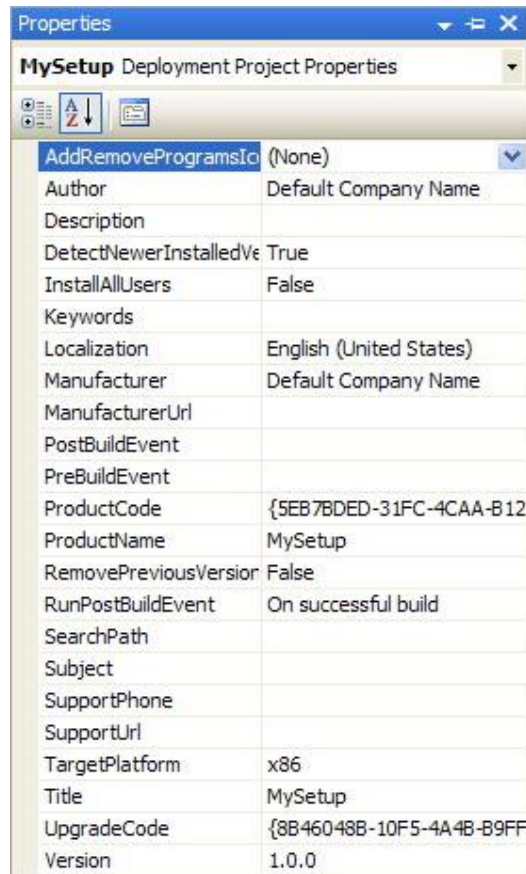 Properties
MySetup Deployment Project Properties
AddRemoveProgramsIco (None)
Author Default Company Name
Description
DetectNewerInstalledVe True
InstallAllUsers False
Keywords
Localization English (United States)
Manufacturer Default Company Name
ManufacturerUrl
PostBuildEvent
PreBuildEvent
ProductCode {5EB7BDED-31FC-4CAA-B12
ProductName MySetup
RemovePreviousVersion False
RunPostBuildEvent On successful build
SearchPath
Subject
SupportPhone
SupportUrl
TargetPlatform x86
Title MySetup
UpgradeCode {8B46048B-10F5-4A4B-B9FF
Version 1.0.0